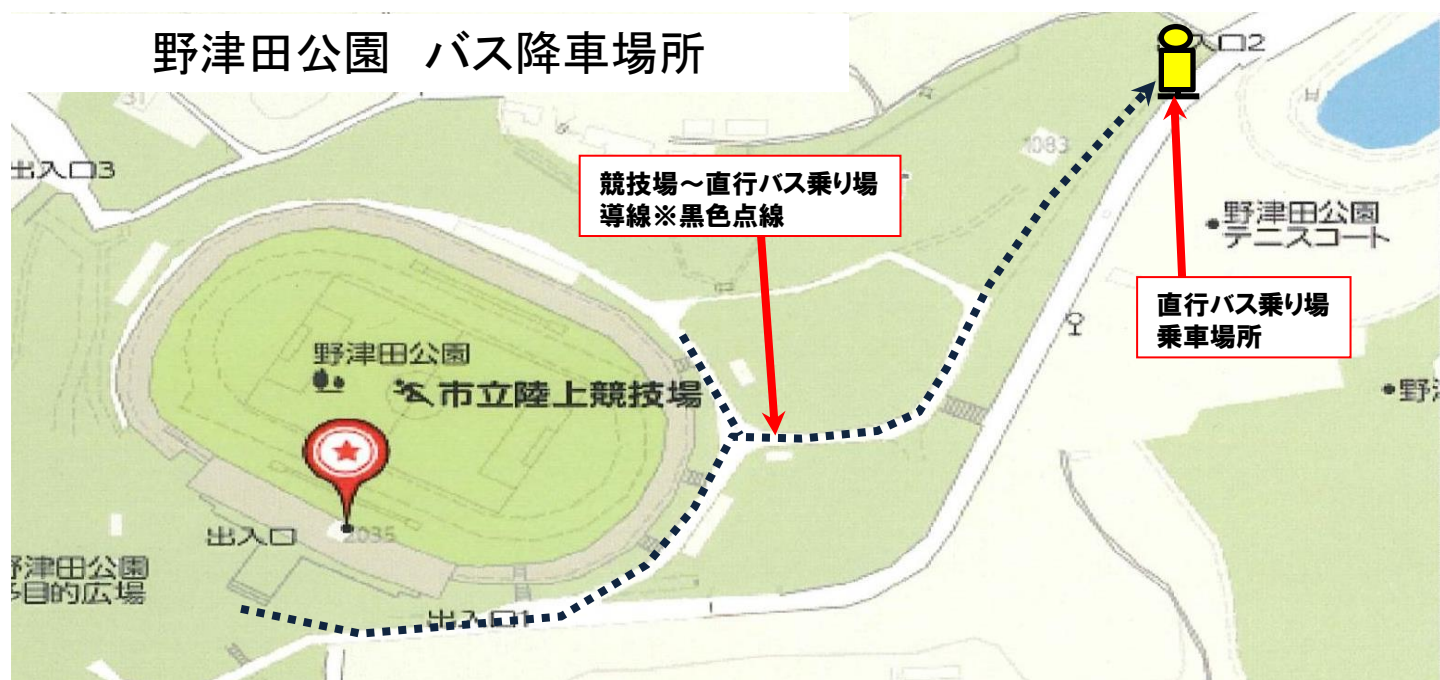 野津田公園　バス降車場所
出入口2
31
1083
出入口3
競技場～直行バス乗り場
導線※黒色点線
野津田公園
テニスコート
直行バス乗り場
乗車場所
野津田公園
市立陸上競技場
出入口
2035
野津田公園
多目的広場
出入口1